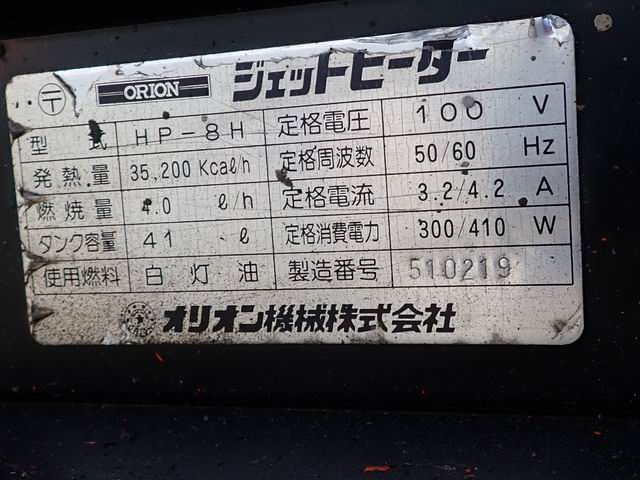 〒 ORION ジェットヒーター
型式 HP-8H 定格電圧 100 V
発熱量 35,200 Kcal/h 定格周波数 50/60 Hz
燃焼量 4.0 ℓ/h 定格電流 3.2/4.2 A
タンク容量 41 ℓ 定格消費電力 300/410 W
使用燃料 白灯油 製造番号 510219
オリオン機械株式会社